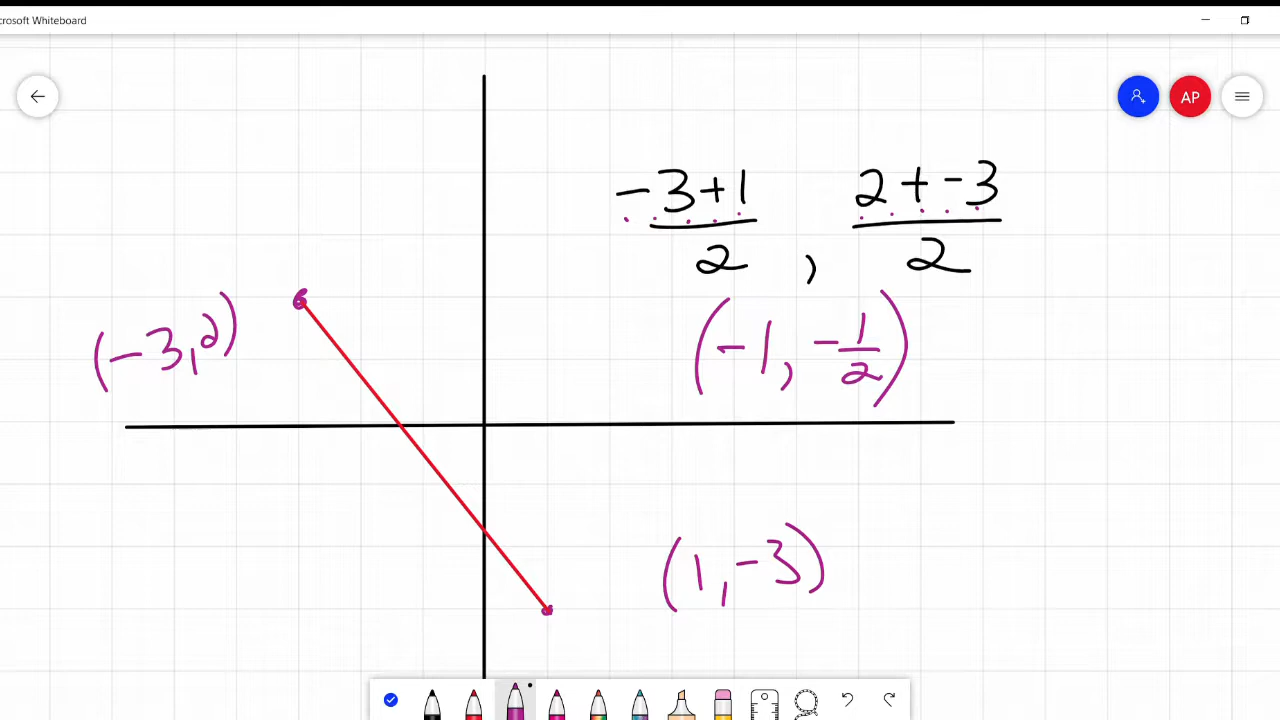 crosoft Whiteboard
AP
-3+1 2+-3
2 , 2
(-3,2)
(-1, -1/2)
(1,-3)